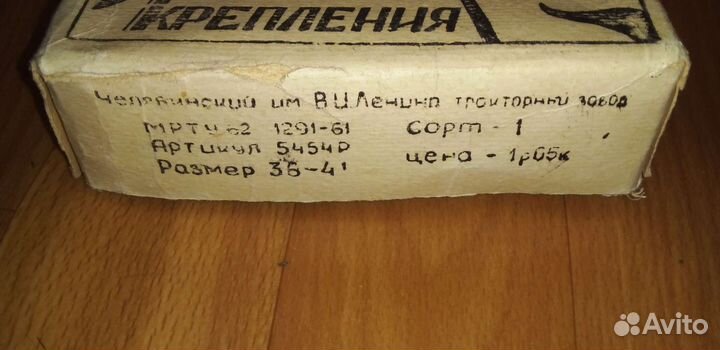 КРЕПЛЕНИЯ
Челябинский им В.И.Ленина тракторный завод
МРТУ 62 1291-61 Сорт - 1
Артикул 5454Р цена - 1р05к
Размер 36-41
Avito